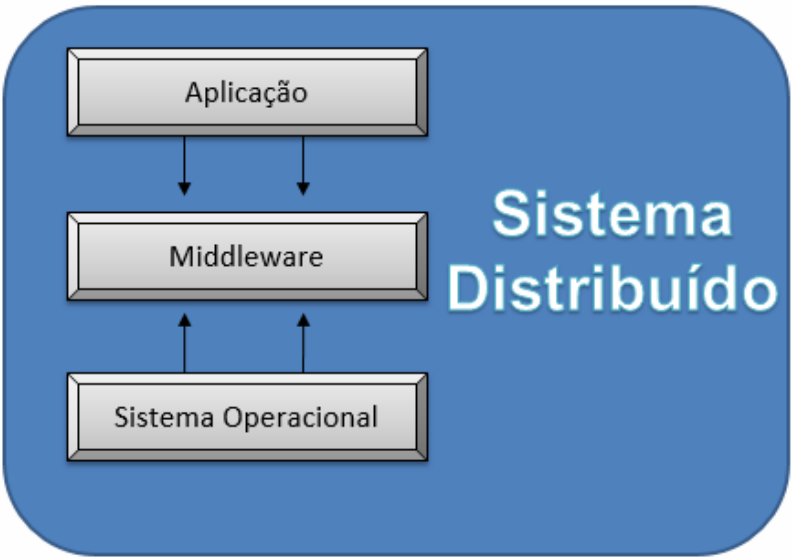 Aplicação
Middleware
Sistema Operacional
Sistema
Distribuído